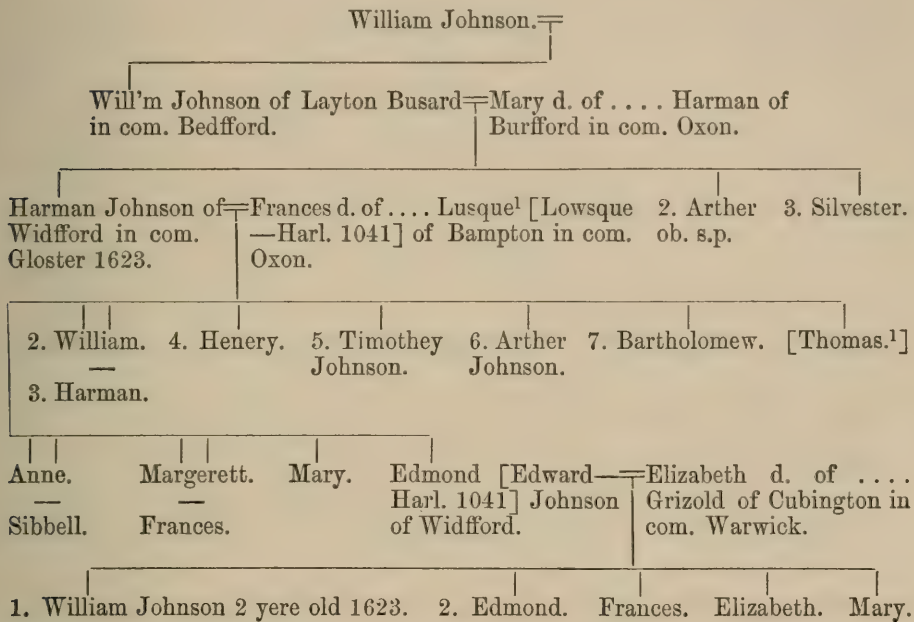 William Johnson.
Will'm Johnson of Layton Busard
in com. Bedfford.
Mary d. of . . . . Harman of
Burfford in com. Oxon.
Harman Johnson of
Widfford in com.
Gloster 1623.
Frances d. of . . . . Lusque¹ [Lowsque
—Harl. 1041] of Bampton in com.
Oxon.
2. Arther
ob. s.p.
3. Silvester.
2. William.
—
3. Harman.
4. Henery.
5. Timothey
Johnson.
6. Arther
Johnson.
7. Bartholomew.
[Thomas.¹]
Anne.
—
Sibbell.
Margerett.
—
Frances.
Mary.
Edmond [Edward—
Harl. 1041] Johnson
of Widfford.
Elizabeth d. of . . . .
Grizold of Cubington in
com. Warwick.
1. William Johnson 2 yere old 1623.
2. Edmond.
Frances.
Elizabeth.
Mary.